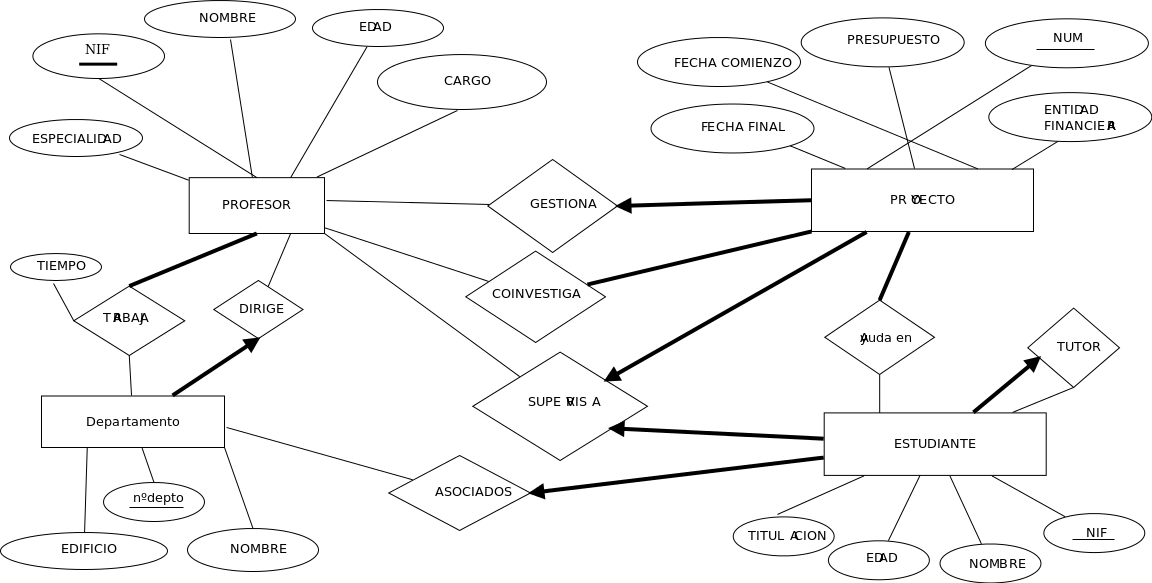 NOMBRE
EDAD
NIF
CARGO
ESPECIALIDAD
PRESUPUESTO
NUM
FECHA COMIENZO
ENTIDAD
FINANCIERA
FECHA FINAL
PROFESOR
GESTIONA
PROYECTO
TIEMPO
COINVESTIGA
TRABAJA
DIRIGE
Ayuda en
TUTOR
SUPERVISA
Departamento
ESTUDIANTE
ASOCIADOS
nºdepto
EDIFICIO
NOMBRE
TITULACION
EDAD
NOMBRE
NIF